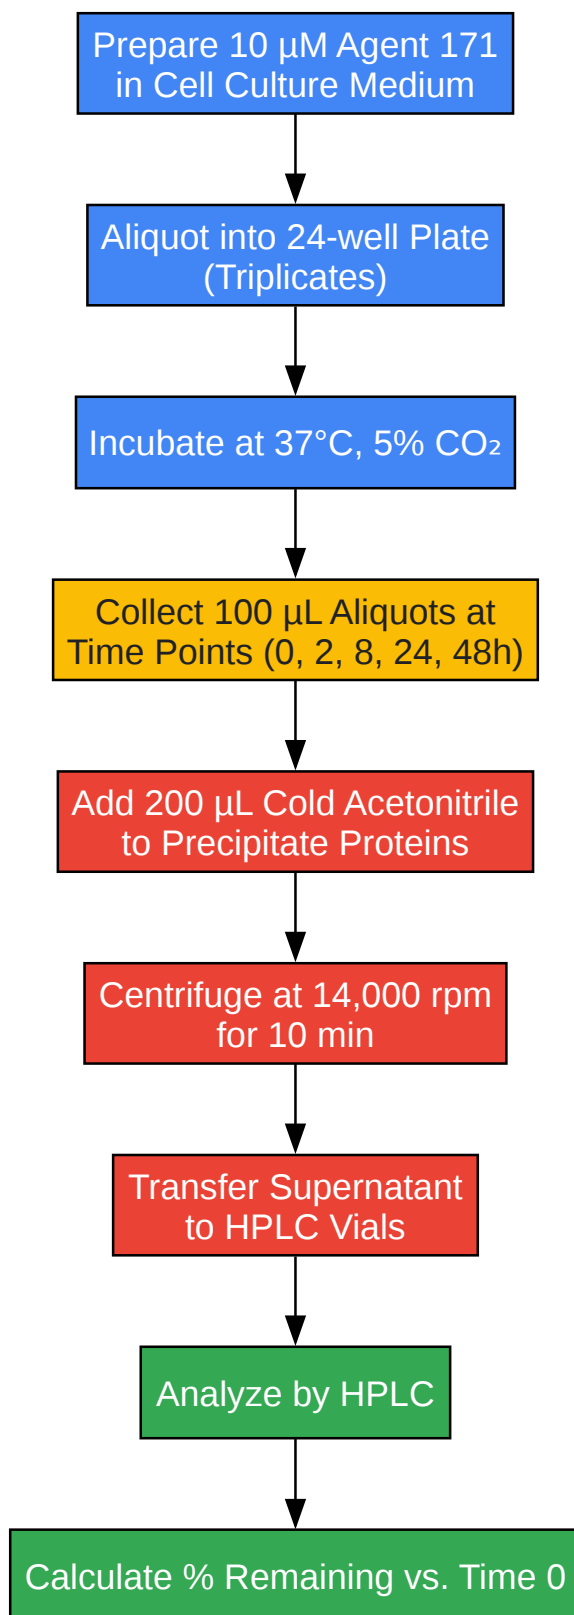 Prepare 10 µM Agent 171
in Cell Culture Medium
Aliquot into 24-well Plate
(Triplicates)
Incubate at 37°C, 5% CO₂
Collect 100 µL Aliquots at
Time Points (0, 2, 8, 24, 48h)
Add 200 µL Cold Acetonitrile
to Precipitate Proteins
Centrifuge at 14,000 rpm
for 10 min
Transfer Supernatant
to HPLC Vials
Analyze by HPLC
Calculate % Remaining vs. Time 0